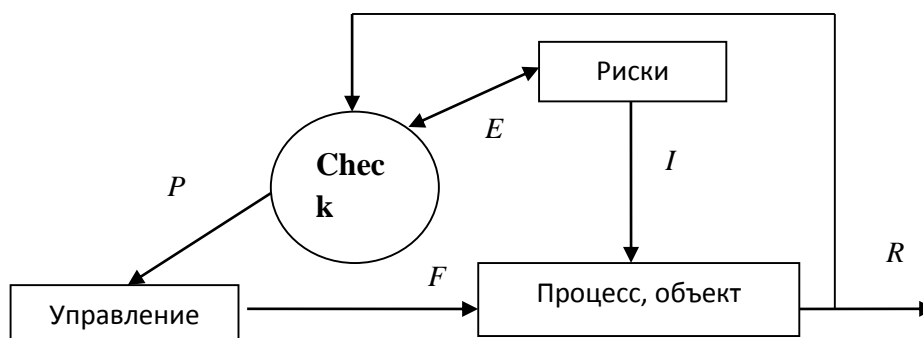 Риски
E
Chec
k
I
P
R
F
Процесс, объект
Управление